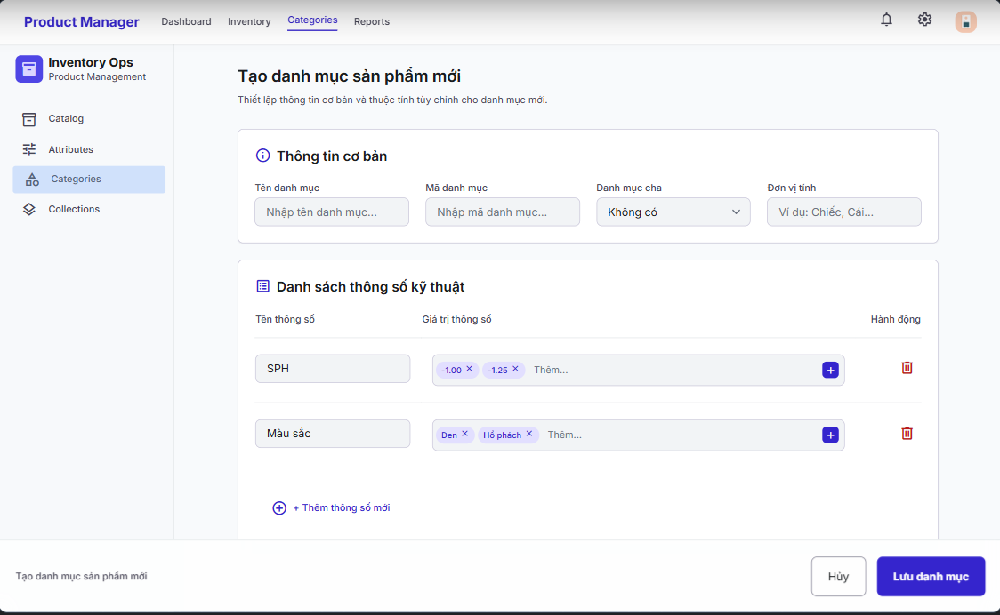 Product Manager
Dashboard
Inventory
Categories
Reports
Inventory Ops
Product Management
Catalog
Attributes
Categories
Collections
Tạo danh mục sản phẩm mới
Thiết lập thông tin cơ bản và thuộc tính tùy chỉnh cho danh mục mới.
Thông tin cơ bản
Tên danh mục
Mã danh mục
Danh mục cha
Đơn vị tính
Nhập tên danh mục...
Nhập mã danh mục...
Không có
Ví dụ: Chiếc, Cái...
Danh sách thông số kỹ thuật
Tên thông số
Giá trị thông số
Hành động
SPH
-1.00 ×
-1.25 ×
Thêm...
+
Màu sắc
Đen ×
Hổ phách ×
Thêm...
+
+ Thêm thông số mới
Tạo danh mục sản phẩm mới
Hủy
Lưu danh mục